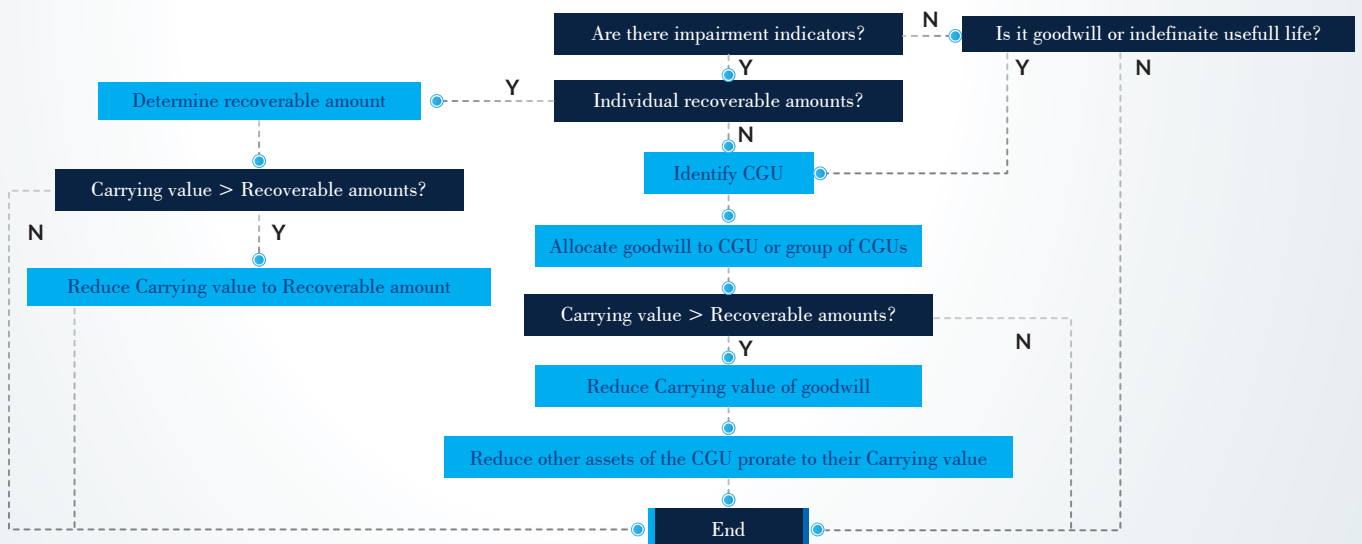 Are there impairment indicators?
N
Is it goodwill or indefinaite usefull life?
Y
Y
N
Determine recoverable amount
Y
Individual recoverable amounts?
N
Identify CGU
Carrying value > Recoverable amounts?
N
Y
Allocate goodwill to CGU or group of CGUs
Reduce Carrying value to Recoverable amount
Carrying value > Recoverable amounts?
Y
N
Reduce Carrying value of goodwill
Reduce other assets of the CGU prorate to their Carrying value
End